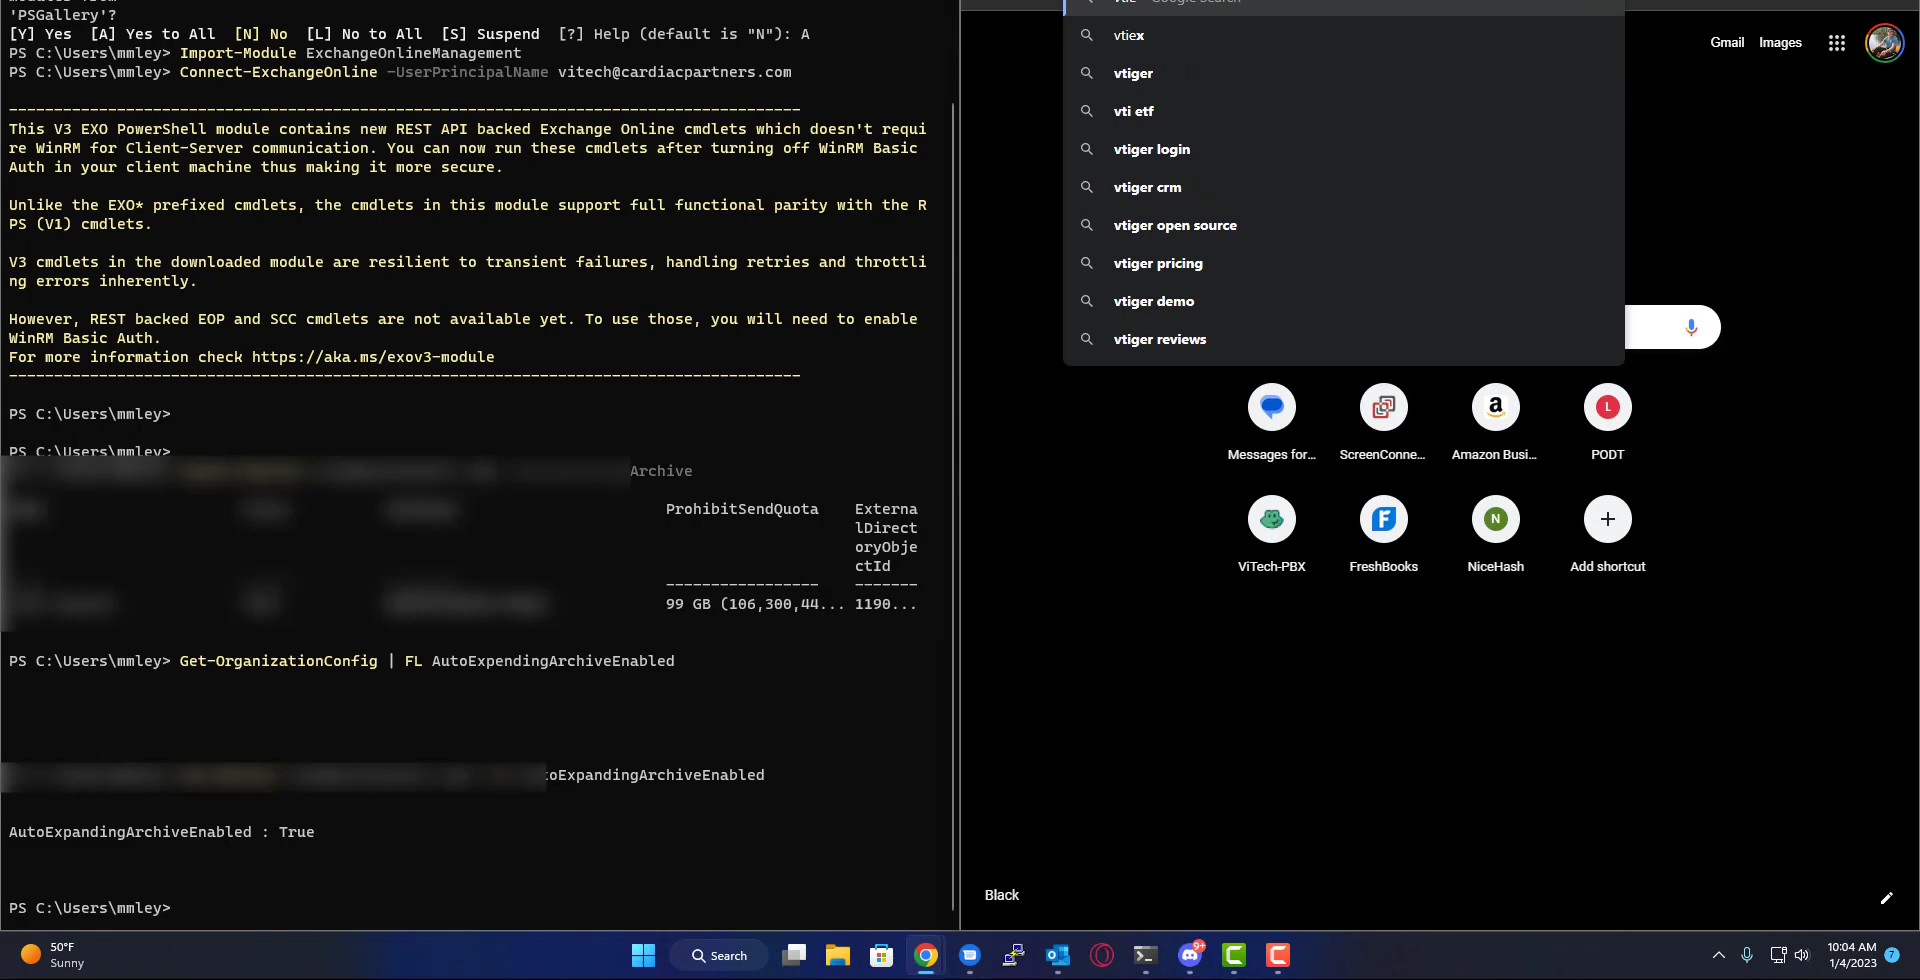 'PSGallery'?
[Y] Yes  [A] Yes to All  [N] No  [L] No to All  [S] Suspend  [?] Help (default is "N"): A
PS C:\Users\mmley> Import-Module ExchangeOnlineManagement
PS C:\Users\mmley> Connect-ExchangeOnline -UserPrincipalName vitech@cardiacpartners.com
----------------------------------------------------------------------------------------
This V3 EXO PowerShell module contains new REST API backed Exchange Online cmdlets which doesn't requi
re WinRM for Client-Server communication. You can now run these cmdlets after turning off WinRM Basic
Auth in your client machine thus making it more secure.
Unlike the EXO* prefixed cmdlets, the cmdlets in this module support full functional parity with the R
PS (V1) cmdlets.
V3 cmdlets in the downloaded module are resilient to transient failures, handling retries and throttli
ng errors inherently.
However, REST backed EOP and SCC cmdlets are not available yet. To use those, you will need to enable
WinRM Basic Auth.
For more information check https://aka.ms/exov3-module
----------------------------------------------------------------------------------------
PS C:\Users\mmley>
PS C:\Users\mmley>
Archive
ProhibitSendQuota    Externa
lDirect
oryObje
ctId
-----------------    -------
99 GB (106,300,44... 1190...
PS C:\Users\mmley> Get-OrganizationConfig | FL AutoExpendingArchiveEnabled
toExpandingArchiveEnabled
AutoExpandingArchiveEnabled : True
PS C:\Users\mmley>
Google Search
vtiex
vtiger
vti etf
vtiger login
vtiger crm
vtiger open source
vtiger pricing
vtiger demo
vtiger reviews
Gmail Images
Messages for... ScreenConne... Amazon Busi... PODT
ViTech-PBX FreshBooks NiceHash Add shortcut
Black
50°F
Sunny
Search
9+
10:04 AM
1/4/2023
7